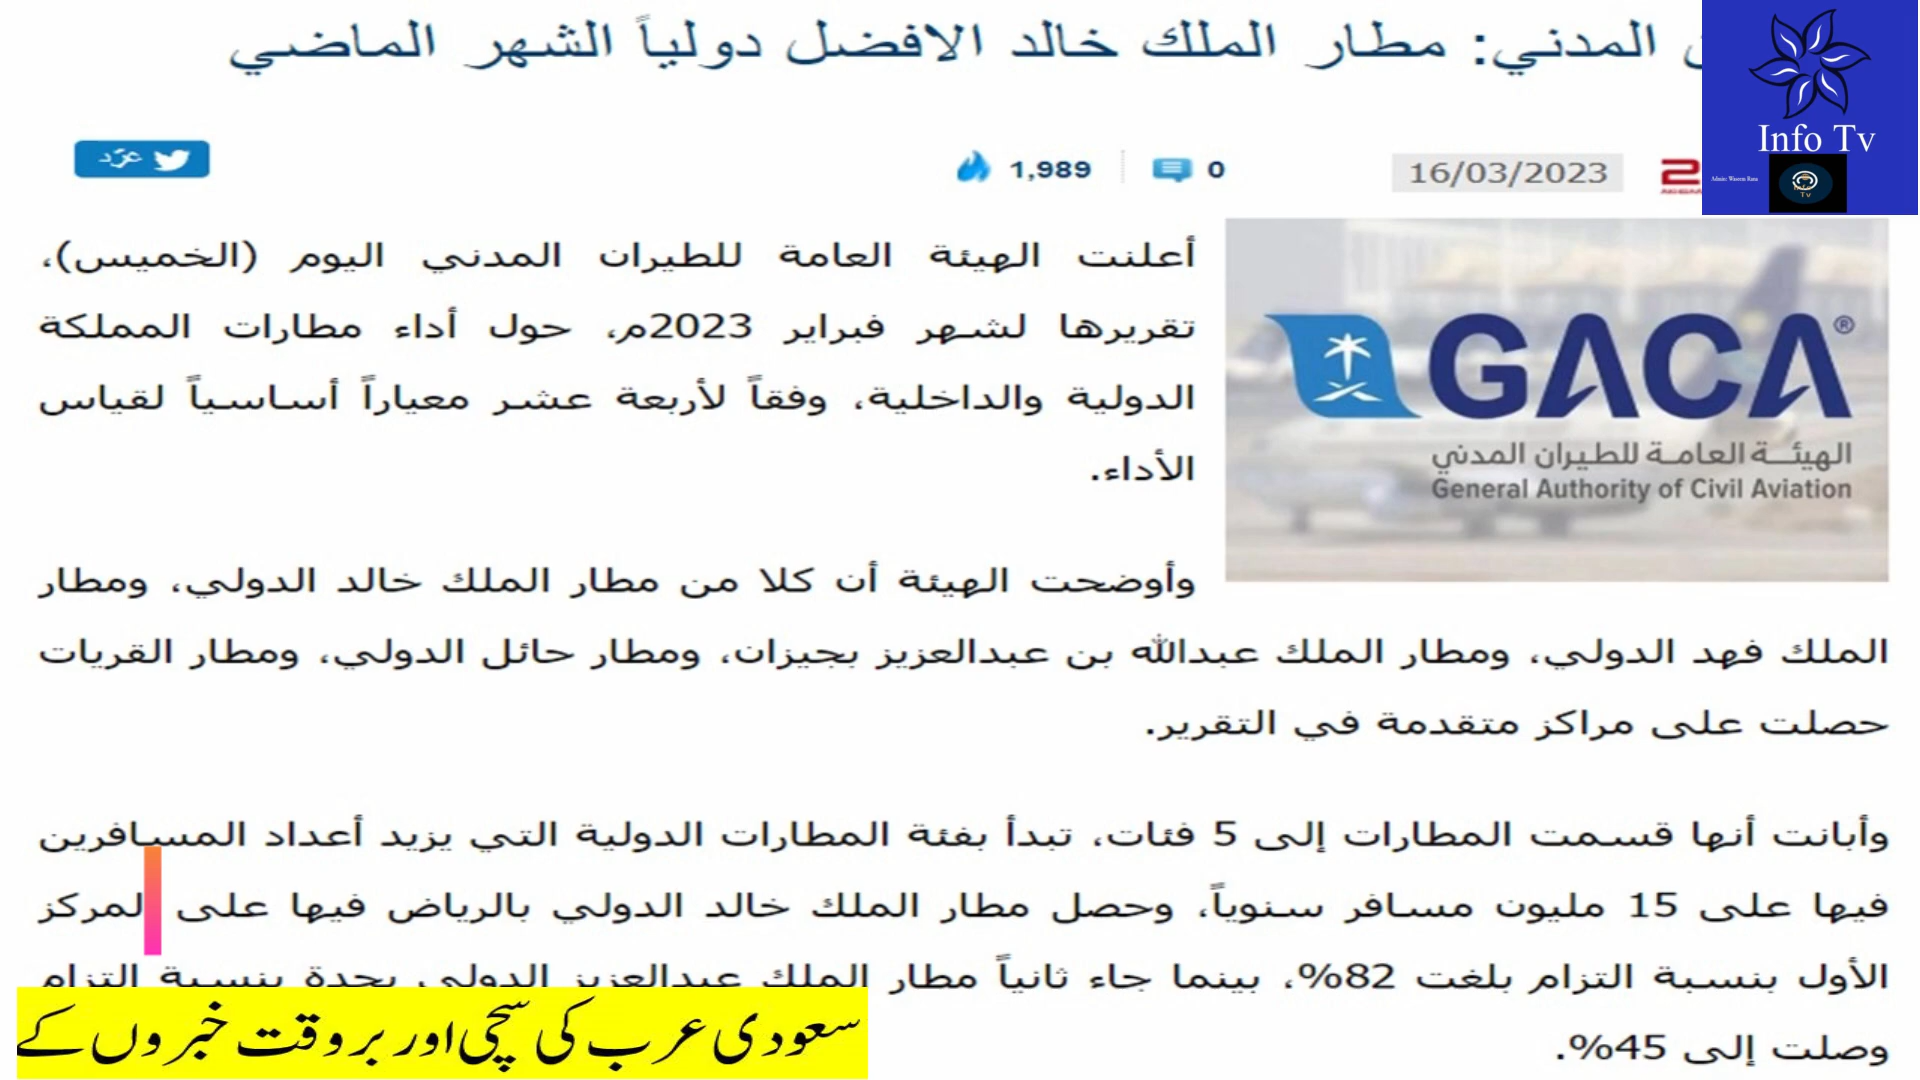 المدني: مطار الملك خالد الافضل دولياً الشهر الماضي
Info Tv
غرّد
1,989
0
16/03/2023
Admin: Waseem Rana
أعلنت الهيئة العامة للطيران المدني اليوم (الخميس)،
تقريرها لشهر فبراير 2023م، حول أداء مطارات المملكة
الدولية والداخلية، وفقاً لأربعة عشر معياراً أساسياً لقياس
الأداء.
GACA®
الهيئة العامة للطيران المدني
General Authority of Civil Aviation
وأوضحت الهيئة أن كلا من مطار الملك خالد الدولي، ومطار
الملك فهد الدولي، ومطار الملك عبدالله بن عبدالعزيز بجيزان، ومطار حائل الدولي، ومطار القريات
حصلت على مراكز متقدمة في التقرير.
وأبانت أنها قسمت المطارات إلى 5 فئات، تبدأ بفئة المطارات الدولية التي يزيد أعداد المسافرين
فيها على 15 مليون مسافر سنوياً، وحصل مطار الملك خالد الدولي بالرياض فيها على المركز
الأول بنسبة التزام بلغت 82%، بينما جاء ثانياً مطار الملك عبدالعزيز الدولي بجدة بنسبة التزام
وصلت إلى 45%.
سعودی عرب کی سچی اور بروقت خبروں کے